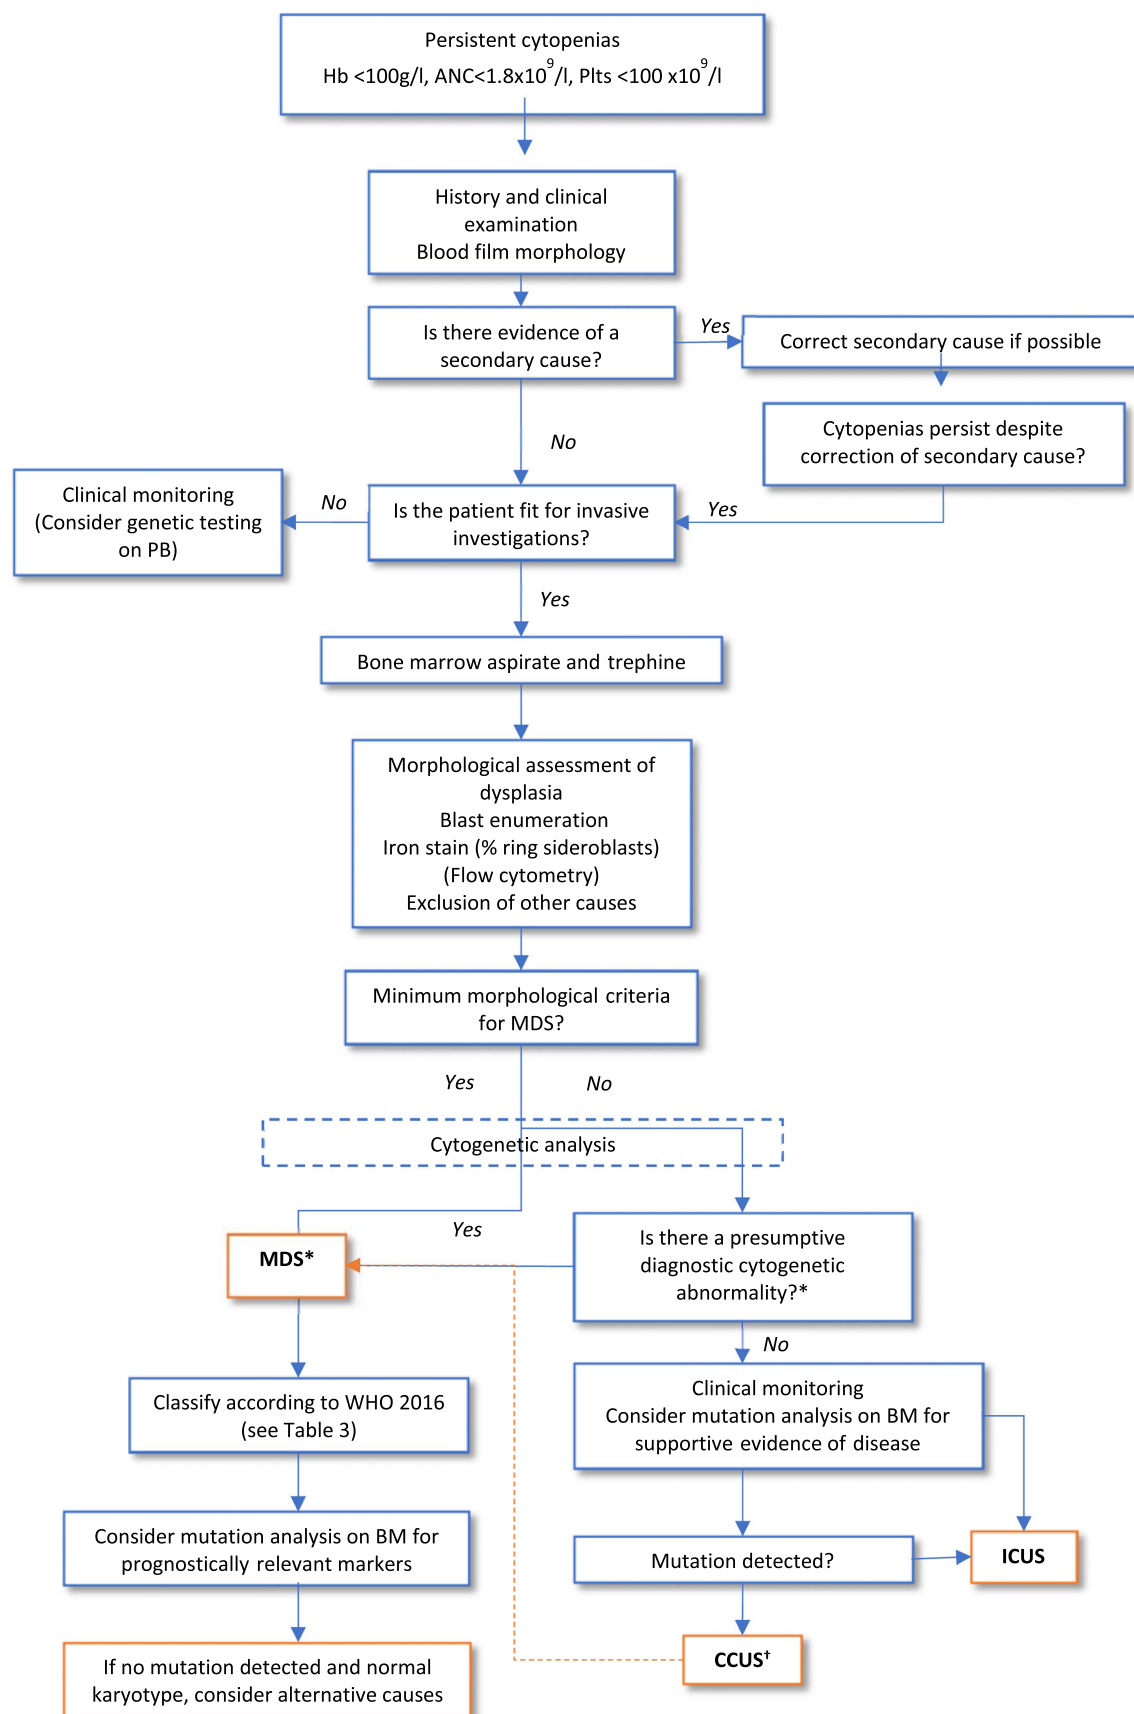 Persistent cytopenias
Hb <100g/l, ANC<1.8x10⁹/l, Plts <100 x10⁹/l
History and clinical
examination
Blood film morphology
Is there evidence of a
secondary cause?
Yes
Correct secondary cause if possible
Cytopenias persist despite
correction of secondary cause?
No
Yes
Is the patient fit for invasive
investigations?
No
Clinical monitoring
(Consider genetic testing
on PB)
Yes
Bone marrow aspirate and trephine
Morphological assessment of
dysplasia
Blast enumeration
Iron stain (% ring sideroblasts)
(Flow cytometry)
Exclusion of other causes
Minimum morphological criteria
for MDS?
Yes
No
Cytogenetic analysis
Yes
MDS*
Is there a presumptive
diagnostic cytogenetic
abnormality?*
No
Classify according to WHO 2016
(see Table 3)
Clinical monitoring
Consider mutation analysis on BM for
supportive evidence of disease
Consider mutation analysis on BM for
prognostically relevant markers
Mutation detected?
ICUS
If no mutation detected and normal
karyotype, consider alternative causes
CCUS†